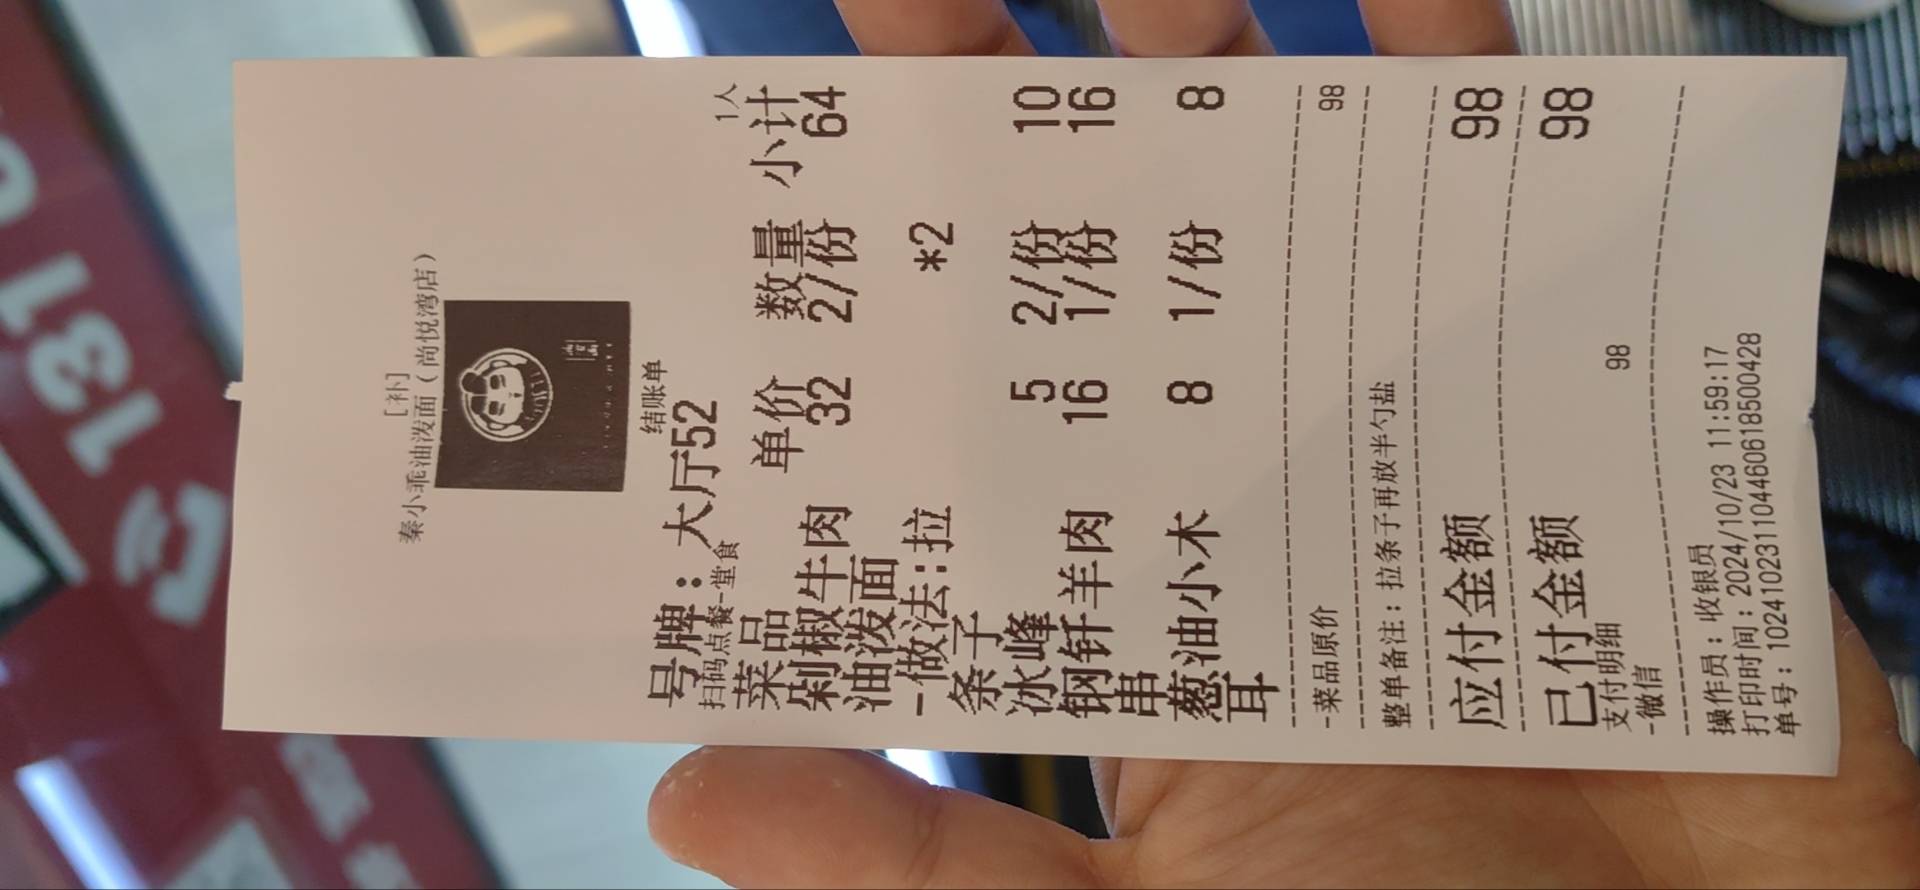 [补]
秦小乖油泼面（尚悦湾店）
结账单
号牌：大厅52
扫码点餐-堂食 1人
菜品 单价 数量 小计
剁椒牛肉 32 2/份 64
油泼面
-做法:拉 *2
条子
冰峰 5 2/份 10
钢钎羊肉 16 1/份 16
串
葱油小木 8 1/份 8
耳
-菜品原价 98
整单备注：拉条子再放半勺盐
应付金额 98
已付金额 98
支付明细
-微信 98
操作员：收银员
打印时间：2024/10/23 11:59:17
单号：102410231104460618500428
131